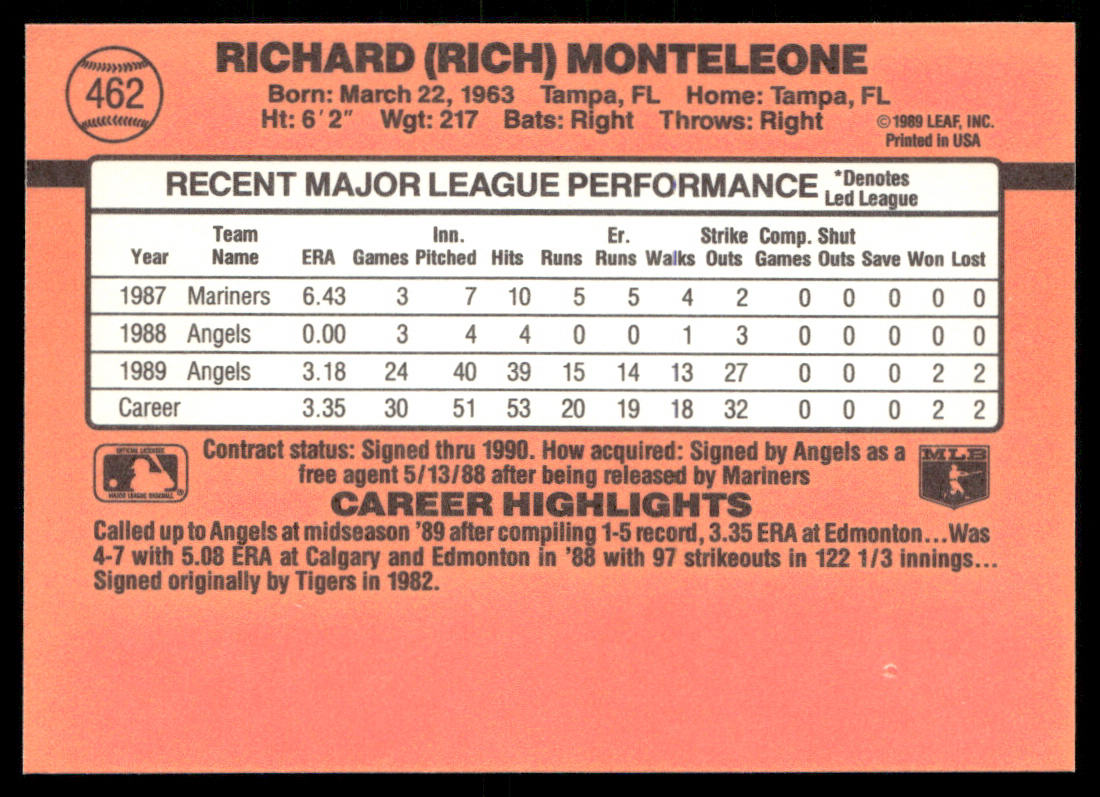 462
RICHARD (RICH) MONTELEONE
Born: March 22, 1963 Tampa, FL Home: Tampa, FL
Ht: 6' 2" Wgt: 217 Bats: Right Throws: Right
©1989 LEAF, INC.
Printed in USA
RECENT MAJOR LEAGUE PERFORMANCE *Denotes Led League
Year Team Name ERA Games Inn. Pitched Hits Runs Er. Runs Walks Strike Outs Comp. Games Shut Outs Save Won Lost
1987 Mariners 6.43 3 7 10 5 5 4 2 0 0 0 0 0
1988 Angels 0.00 3 4 4 0 0 1 3 0 0 0 0 0
1989 Angels 3.18 24 40 39 15 14 13 27 0 0 0 2 2
Career 3.35 30 51 53 20 19 18 32 0 0 0 2 2
Contract status: Signed thru 1990. How acquired: Signed by Angels as a
free agent 5/13/88 after being released by Mariners
OFFICIAL LICENSEE
MAJOR LEAGUE BASEBALL
MLB
CAREER HIGHLIGHTS
Called up to Angels at midseason '89 after compiling 1-5 record, 3.35 ERA at Edmonton...Was
4-7 with 5.08 ERA at Calgary and Edmonton in '88 with 97 strikeouts in 122 1/3 innings...
Signed originally by Tigers in 1982.